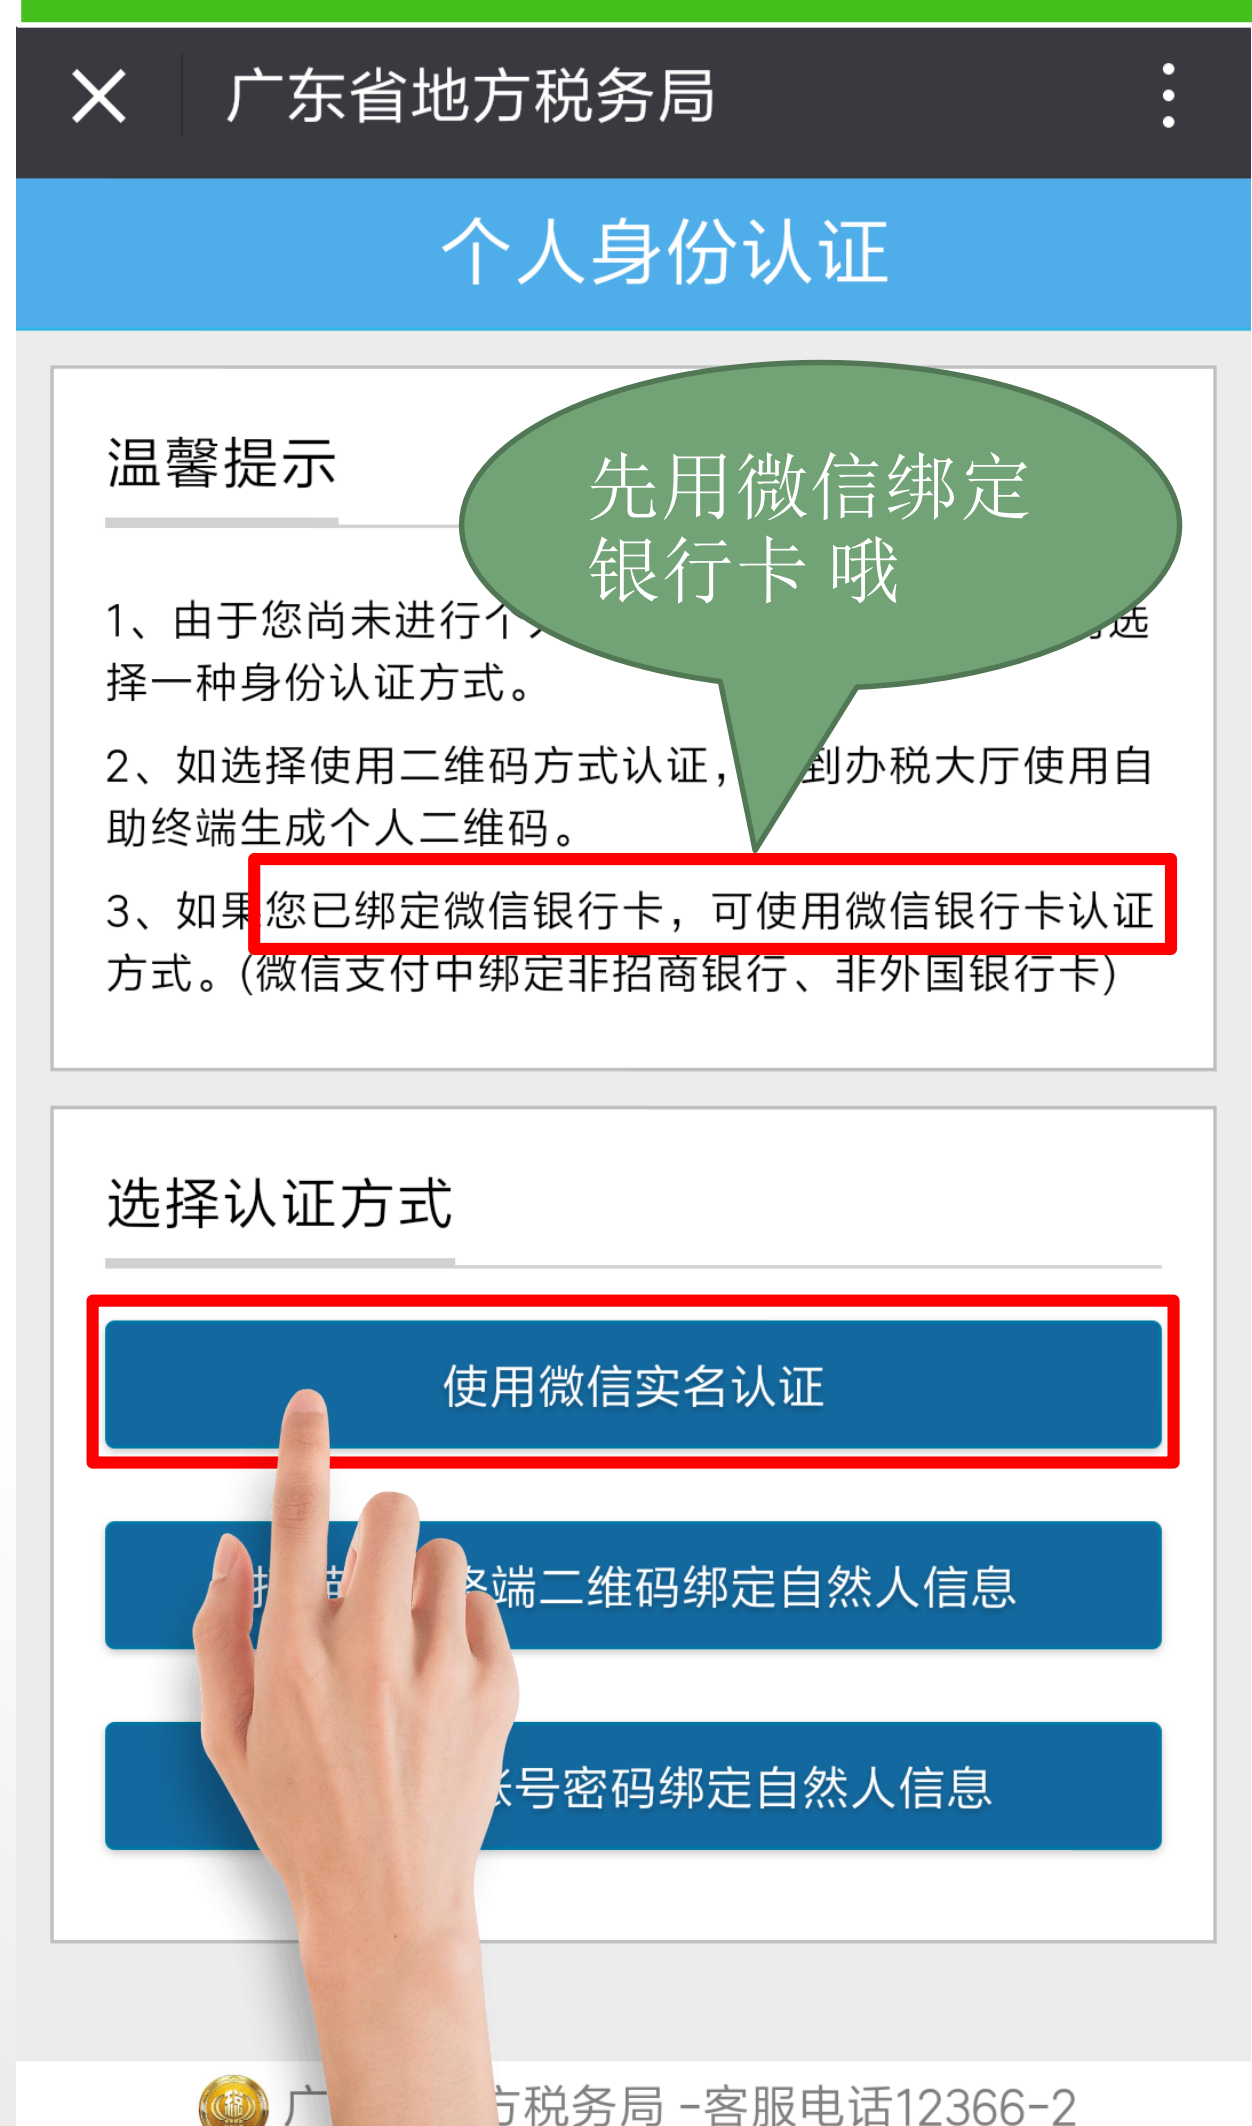 广东省地方税务局
个人身份认证
温馨提示
先用微信绑定
银行卡 哦
1、由于您尚未进行个选
择一种身份认证方式。
2、如选择使用二维码方式认证，到办税大厅使用自
助终端生成个人二维码。
3、如果您已绑定微信银行卡，可使用微信银行卡认证
方式。(微信支付中绑定非招商银行、非外国银行卡)
选择认证方式
使用微信实名认证
终端二维码绑定自然人信息
账号密码绑定自然人信息
税
广方税务局 -客服电话12366-2